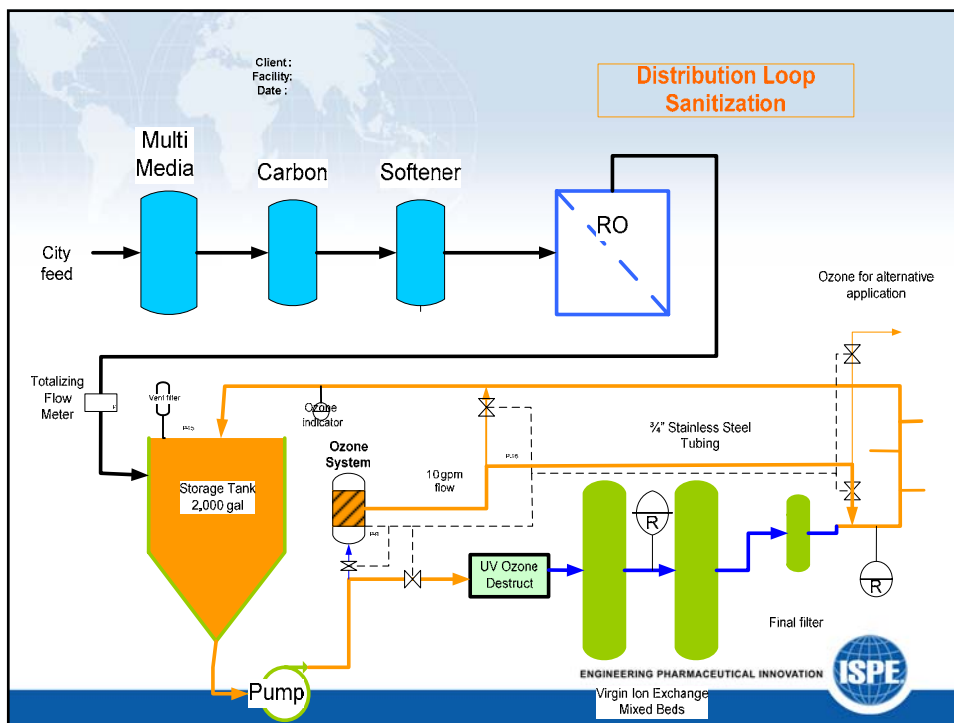 Client :
Facility:
Date :
Distribution Loop
Sanitization
Multi
Media
Carbon
Softener
City
feed
RO
Ozone for alternative
application
Totalizing
Flow
Meter
Vent filter
Ozone
indicator
Ozone
System
¾" Stainless Steel
Tubing
10 gpm
flow
Storage Tank
2,000 gal
R
UV Ozone
Destruct
R
Final filter
Pump
ENGINEERING PHARMACEUTICAL INNOVATION
ISPE
Virgin Ion Exchange
Mixed Beds